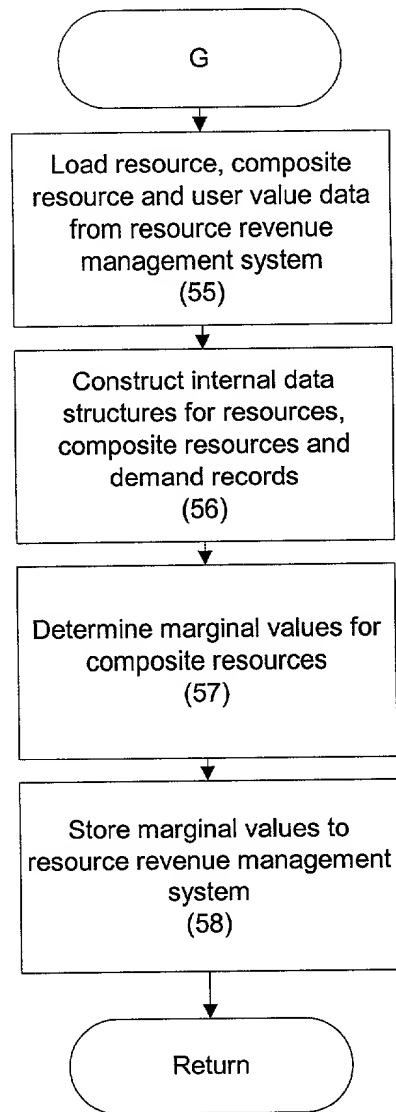 G
Load resource, composite
resource and user value data
from resource revenue
management system
(55)
Construct internal data
structures for resources,
composite resources and
demand records
(56)
Determine marginal values for
composite resources
(57)
Store marginal values to
resource revenue management
system
(58)
Return